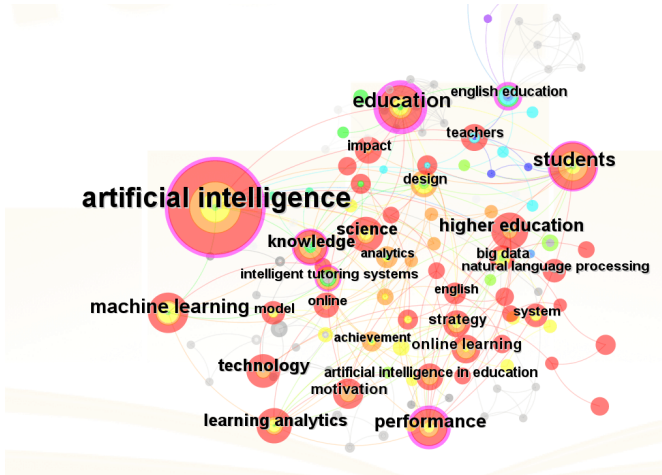 english education
education
teachers
impact
students
design
artificial intelligence
higher education
science
knowledge
analytics
big data
natural language processing
intelligent tutoring systems
english
online
machine learning
model
system
strategy
achievement
online learning
technology
artificial intelligence in education
motivation
learning analytics
performance